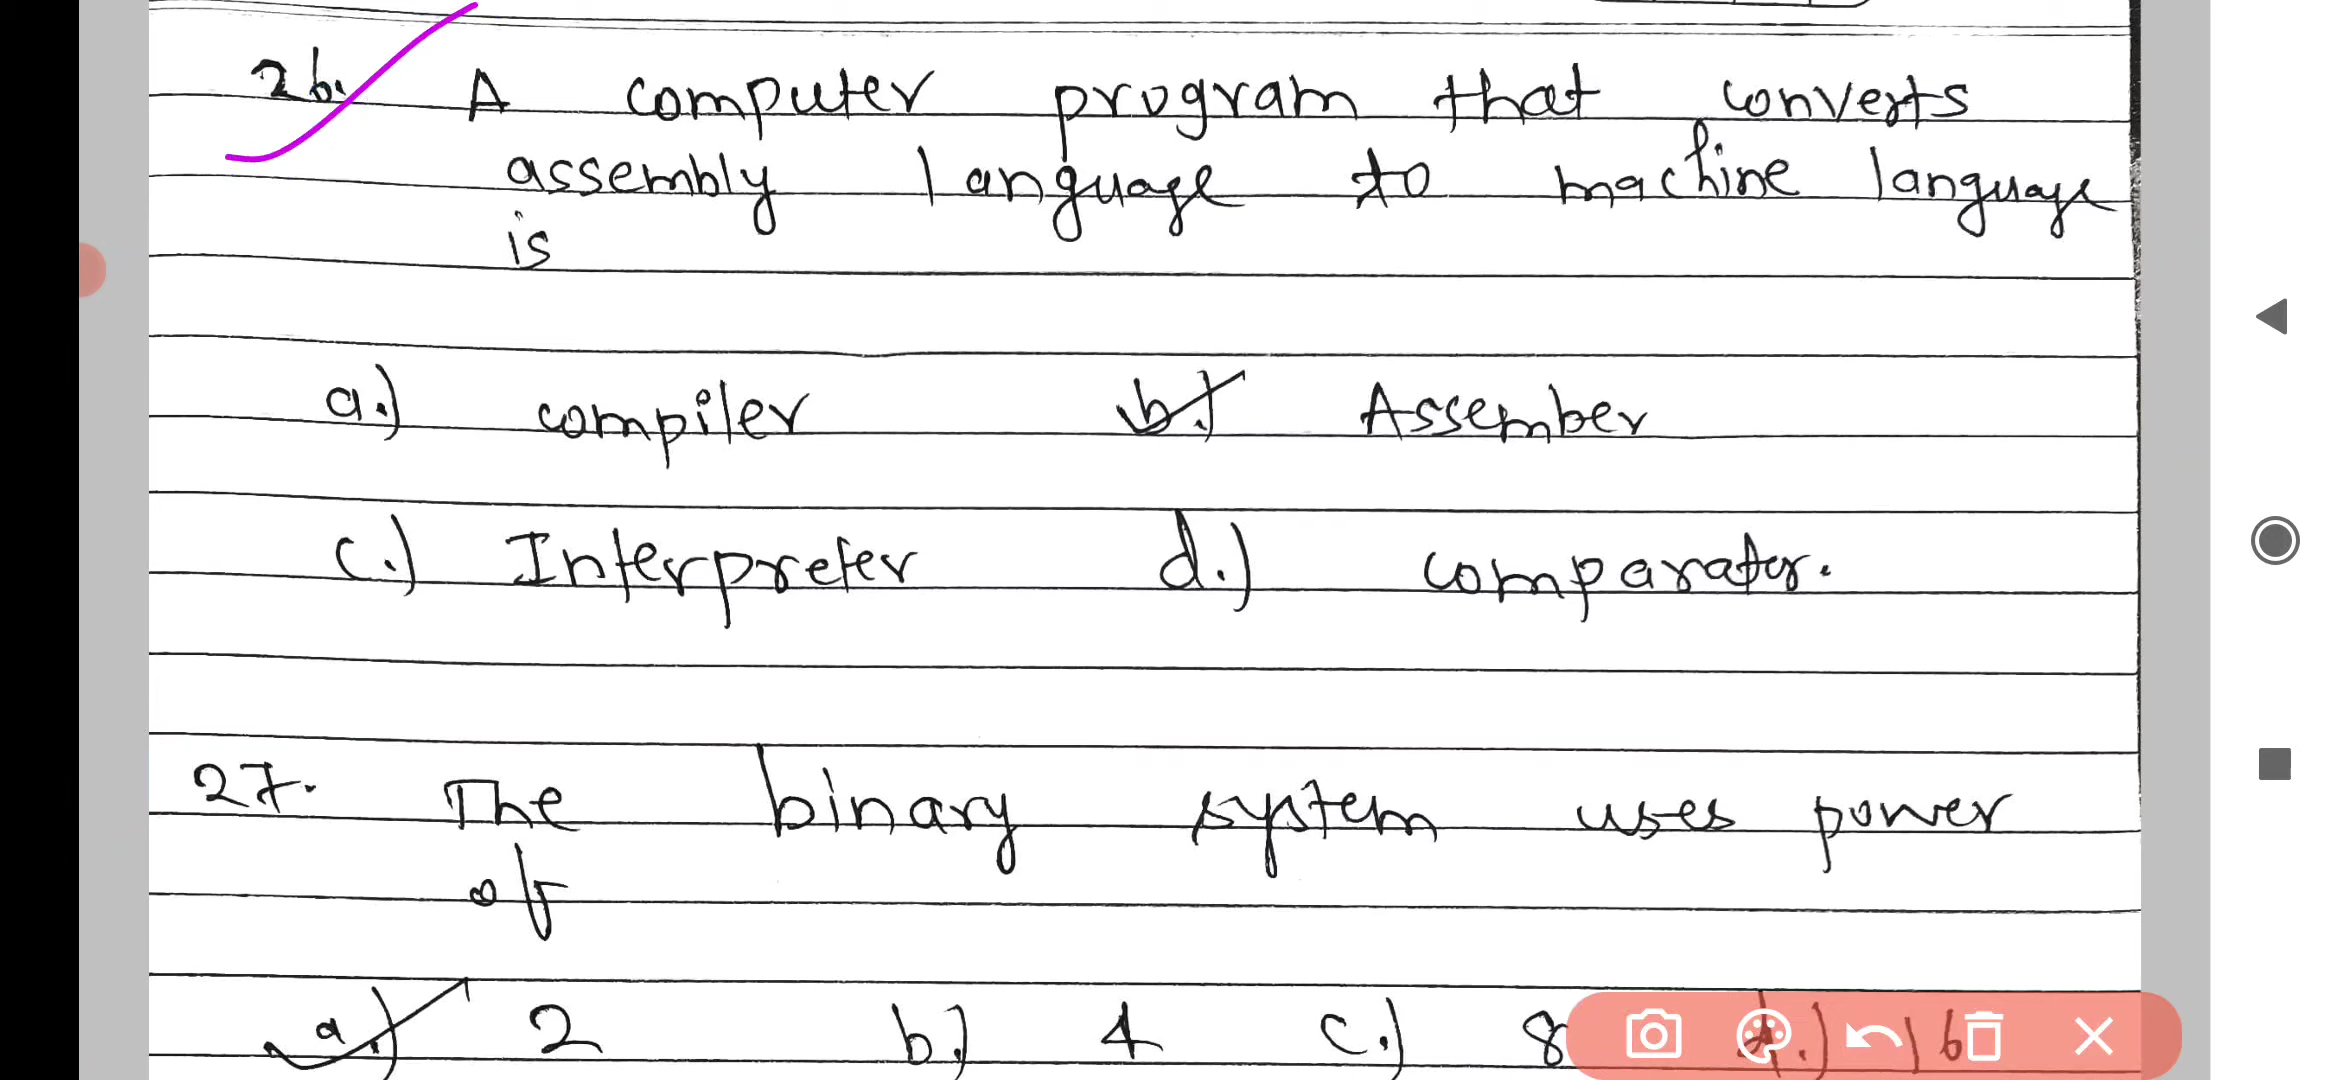 26. A computer program that converts
assembly language to machine language
is
a.) compiler b.) Assember
c.) Interpreter d.) comparator.
27. The binary system uses power
of
a.) 2 b.) 4 c.) 8 d.) 16